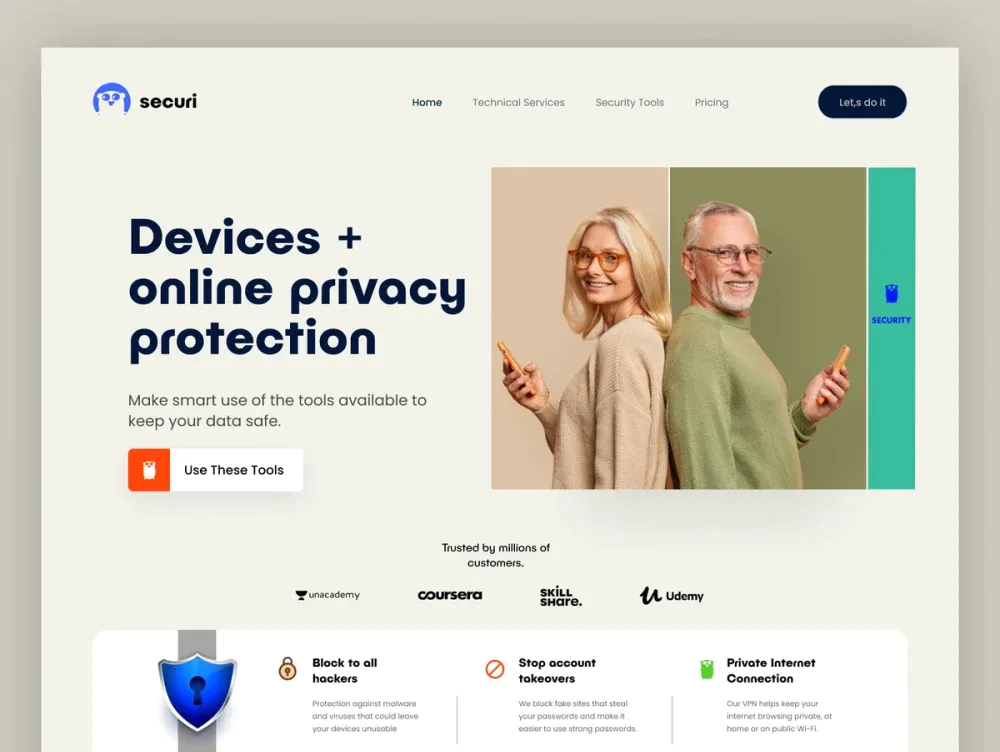 securi
Home Technical Services Security Tools Pricing
Let,s do it
Devices +
online privacy
protection
Make smart use of the tools available to
keep your data safe.
Use These Tools
SECURITY
Trusted by millions of
customers.
unacademy coursera SKILL SHare. Udemy
Block to all
hackers
Protection against malware
and viruses that could leave
your devices unusable
Stop account
takeovers
We block fake sites that steal
your passwords and make it
easier to use strong passwords.
Private Internet
Connection
Our VPN helps keep your
internet browsing private, at
home or on public Wi-Fi.